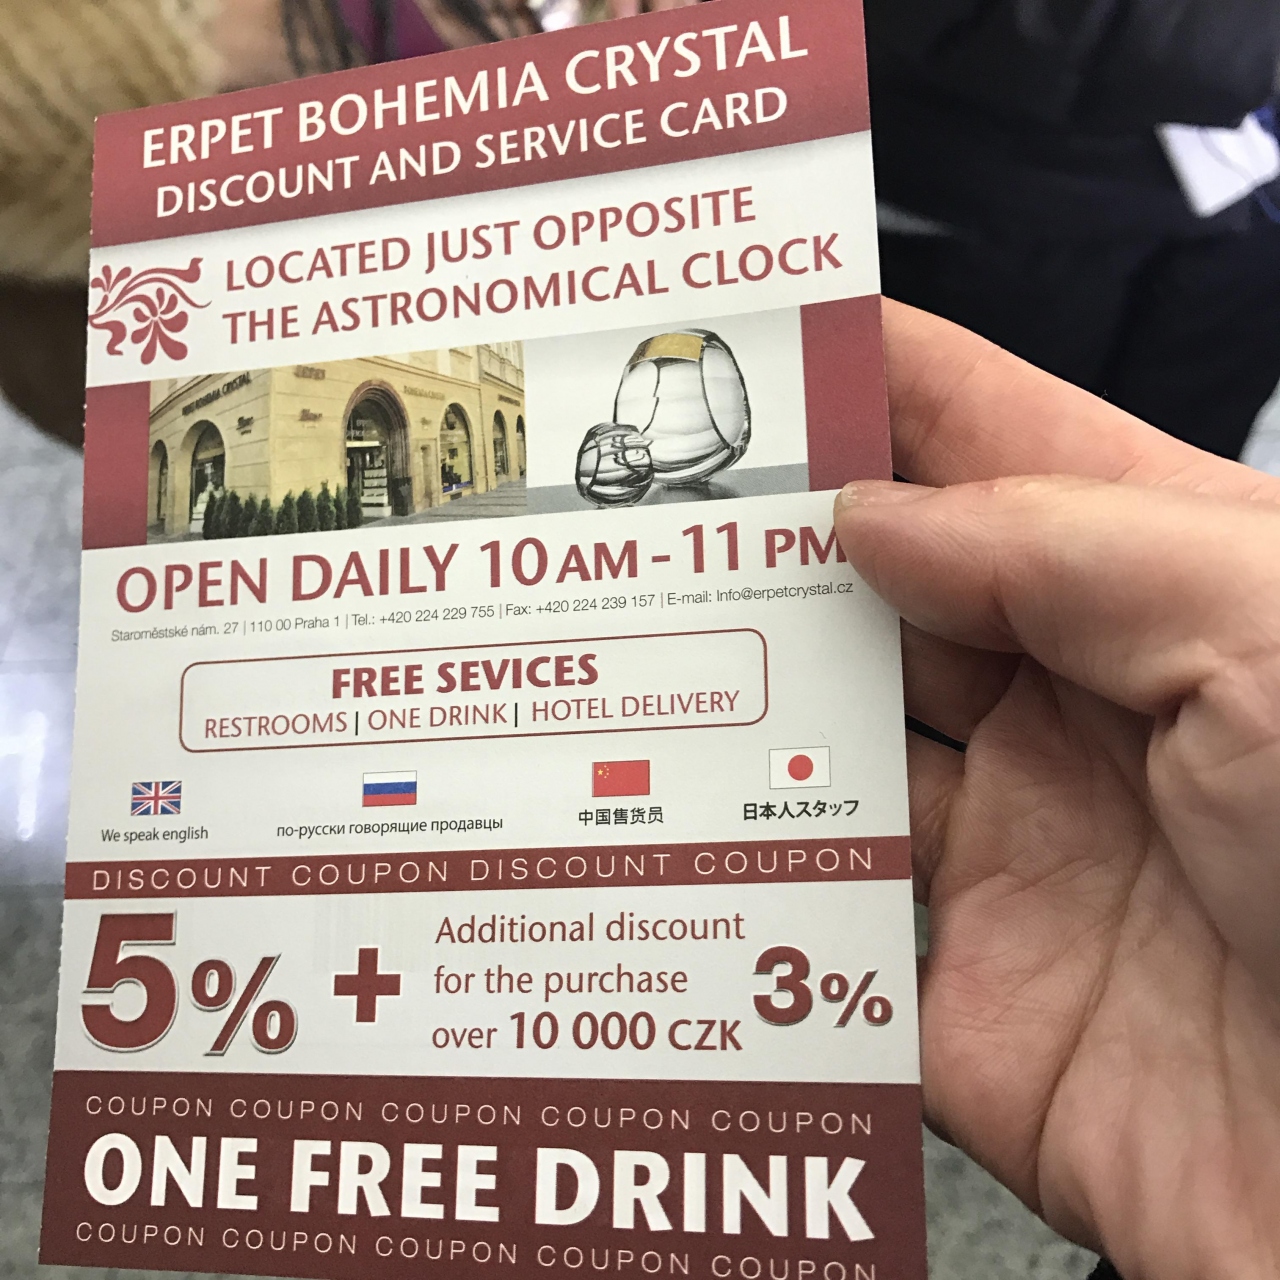 ERPET BOHEMIA CRYSTAL
DISCOUNT AND SERVICE CARD
LOCATED JUST OPPOSITE
THE ASTRONOMICAL CLOCK
OPEN DAILY 10 AM - 11 PM
Staroměstské nám. 27 | 110 00 Praha 1 | Tel.: +420 224 229 755 | Fax: +420 224 239 157 | E-mail: Info@erpetcrystal.cz
FREE SEVICES
RESTROOMS | ONE DRINK | HOTEL DELIVERY
We speak english
по-русски говорящие продавцы
中国售货员
日本人スタッフ
DISCOUNT COUPON DISCOUNT COUPON
5% + Additional discount
for the purchase 3%
over 10 000 CZK
COUPON COUPON COUPON COUPON COUPON
ONE FREE DRINK
COUPON COUPON COUPON COUPON COUPON